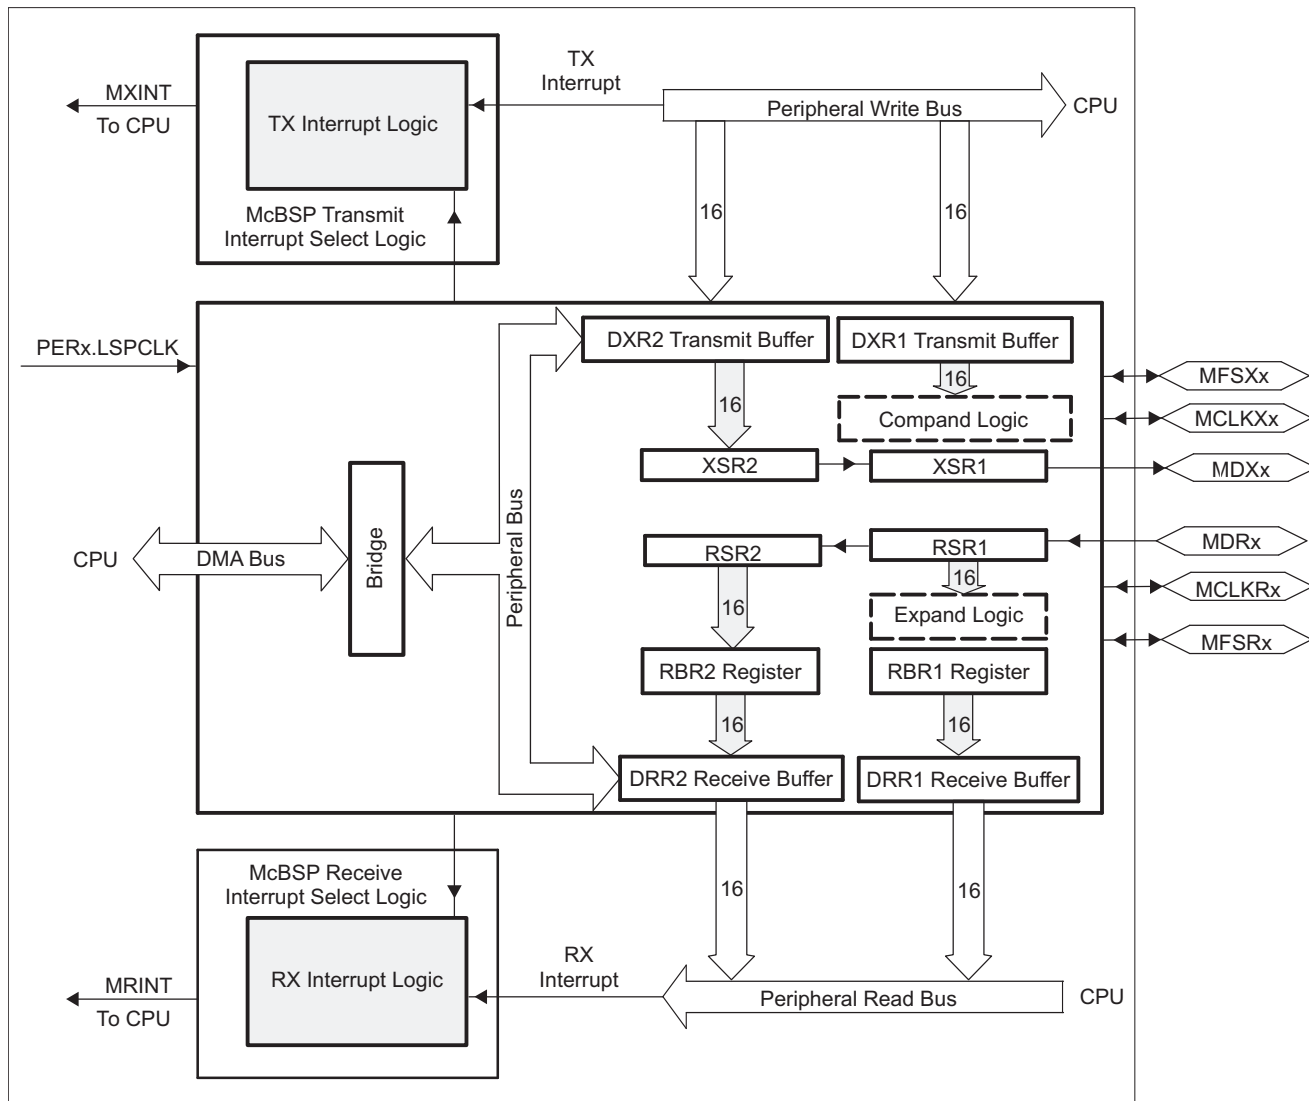 TX
Interrupt
MXINT
To CPU
TX Interrupt Logic
Peripheral Write Bus
CPU
McBSP Transmit
Interrupt Select Logic
16
16
PERx.LSPCLK
DXR2 Transmit Buffer
DXR1 Transmit Buffer
MFSXx
16
16
Compand Logic
MCLKXx
XSR2
XSR1
MDXx
CPU
DMA Bus
Bridge
Peripheral Bus
RSR2
RSR1
MDRx
16
16
Expand Logic
MCLKRx
MFSRx
RBR2 Register
RBR1 Register
16
16
DRR2 Receive Buffer
DRR1 Receive Buffer
McBSP Receive
Interrupt Select Logic
16
16
RX Interrupt Logic
RX
Interrupt
MRINT
To CPU
Peripheral Read Bus
CPU